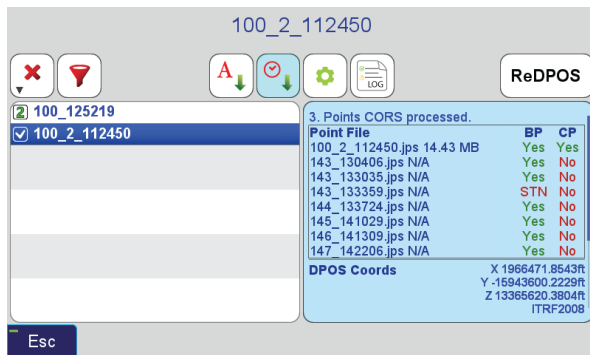 100_2_112450
A
LOG
ReDPOS
2 100_125219
100_2_112450
3. Points CORS processed.
Point File BP CP
100_2_112450.jps 14.43 MB Yes Yes
143_130406.jps N/A Yes No
143_133035.jps N/A Yes No
143_133359.jps N/A STN No
144_133724.jps N/A Yes No
145_141029.jps N/A Yes No
146_141309.jps N/A Yes No
147_142206.jps N/A Yes No
DPOS Coords X 1966471.8543ft
Y -15943600.2229ft
Z 13365620.3804ft
ITRF2008
Esc